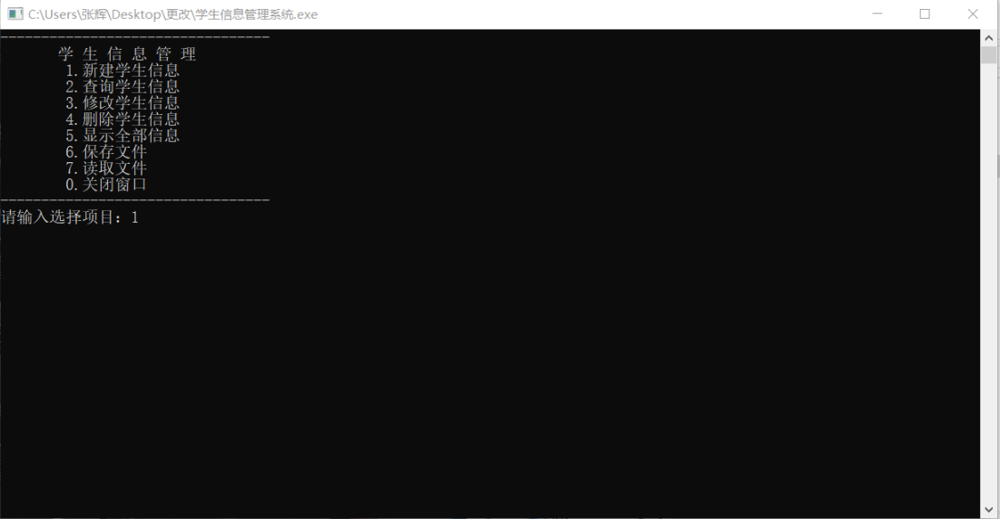 C:\Users\张辉\Desktop\更改\学生信息管理系统.exe
---------------------------------
学 生 信 息 管 理
1.新建学生信息
2.查询学生信息
3.修改学生信息
4.删除学生信息
5.显示全部信息
6.保存文件
7.读取文件
0.关闭窗口
---------------------------------
请输入选择项目：1